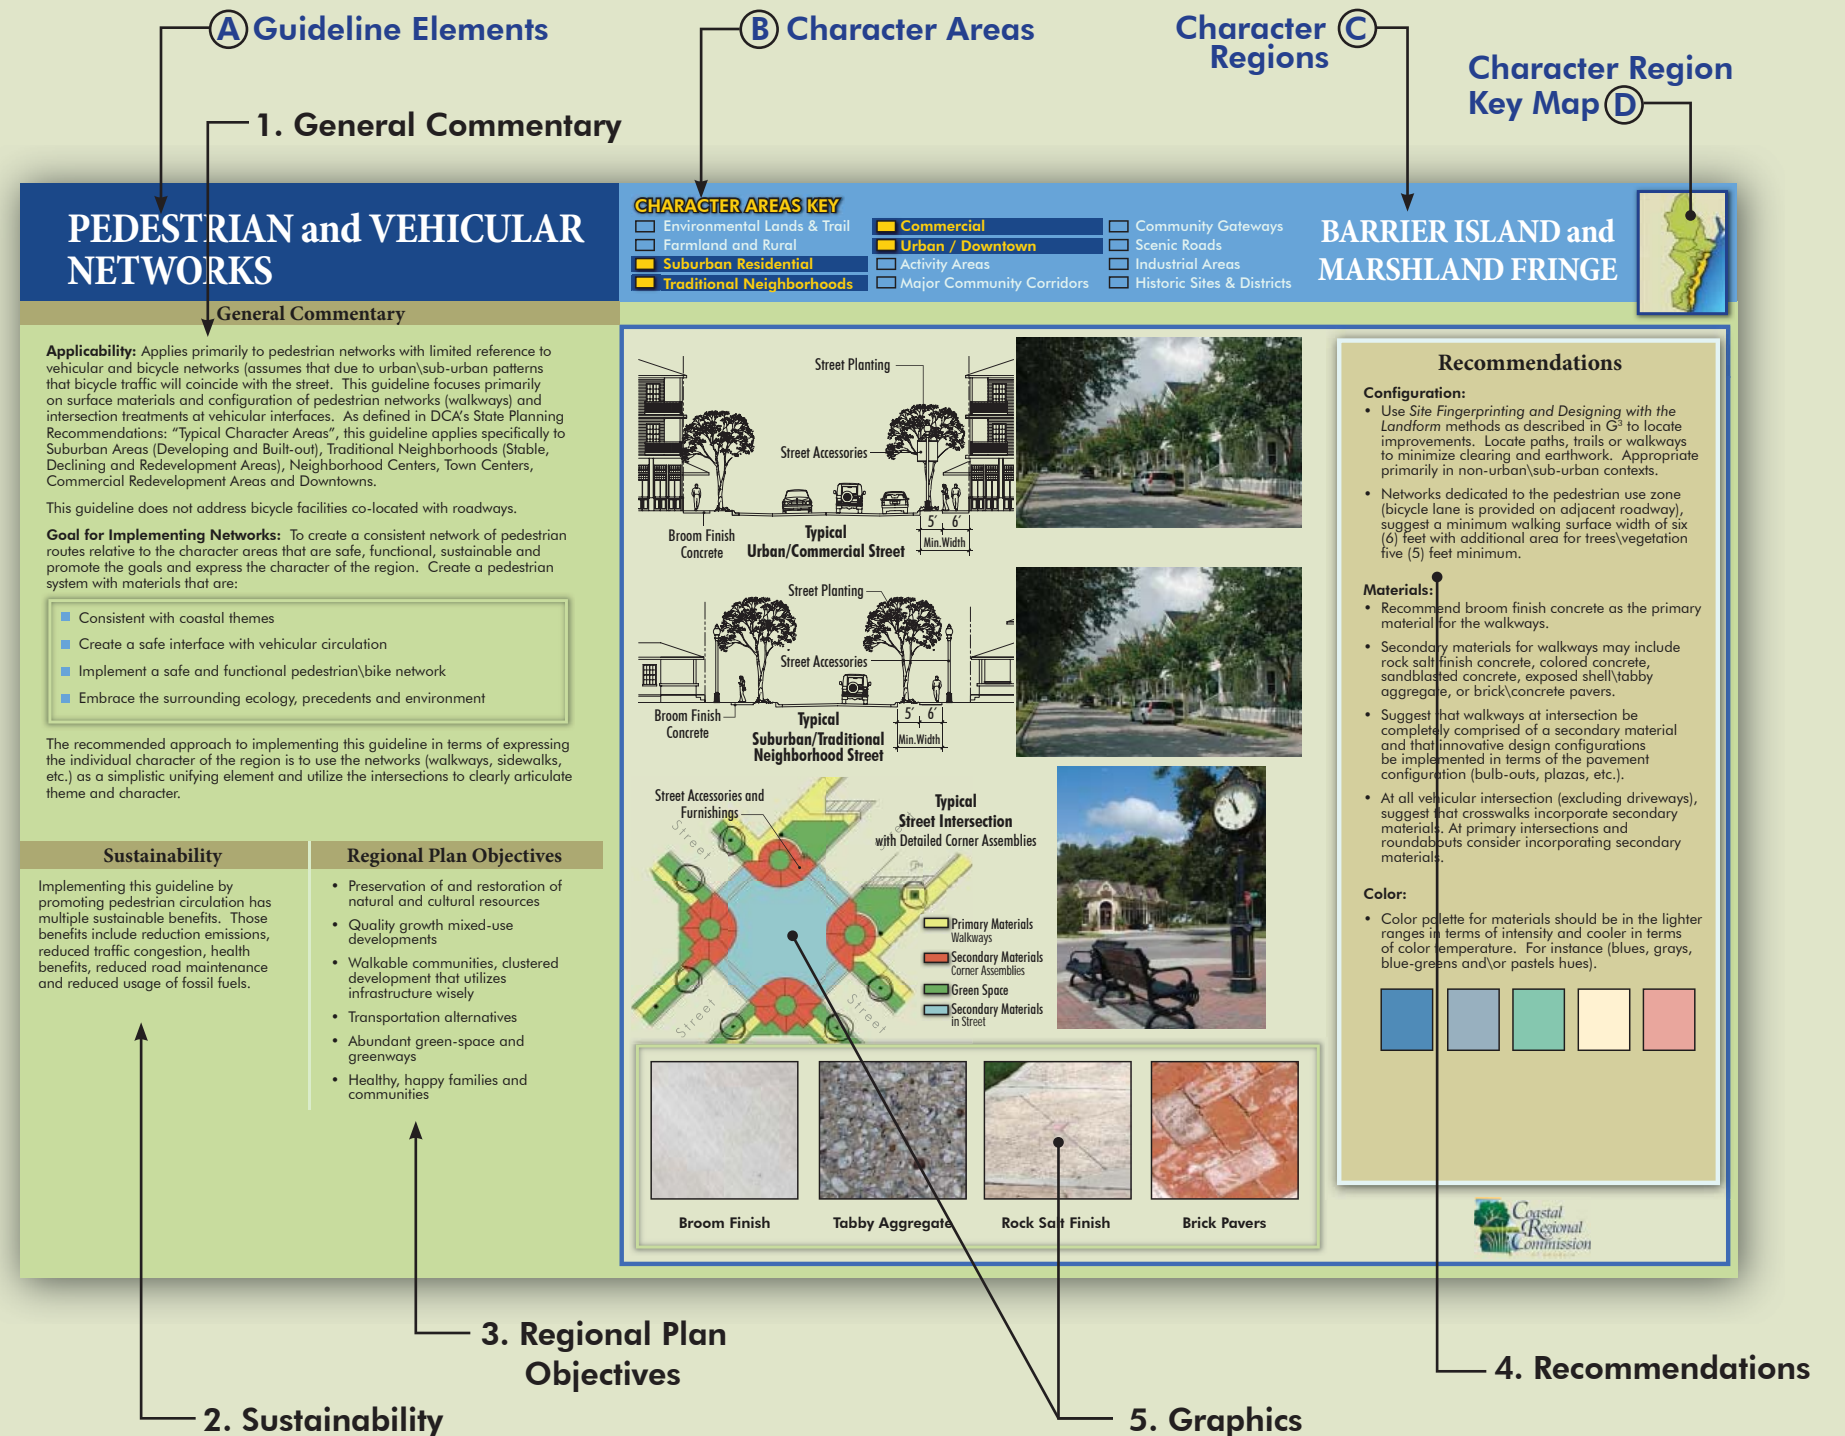 A Guideline Elements
B Character Areas
Character C
Regions
Character Region
Key Map D
1. General Commentary
PEDESTRIAN and VEHICULAR
NETWORKS
CHARACTER AREAS KEY
Environmental Lands & Trail
Farmland and Rural
Suburban Residential
Traditional Neighborhoods
Commercial
Urban / Downtown
Activity Areas
Major Community Corridors
Community Gateways
Scenic Roads
Industrial Areas
Historic Sites & Districts
BARRIER ISLAND and
MARSHLAND FRINGE
General Commentary
Applicability: Applies primarily to pedestrian networks with limited reference to
vehicular and bicycle networks (assumes that due to urban\sub-urban patterns
that bicycle traffic will coincide with the street. This guideline focuses primarily
on surface materials and configuration of pedestrian networks (walkways) and
intersection treatments at vehicular interfaces. As defined in DCA's State Planning
Recommendations: "Typical Character Areas", this guideline applies specifically to
Suburban Areas (Developing and Built-out), Traditional Neighborhoods (Stable,
Declining and Redevelopment Areas), Neighborhood Centers, Town Centers,
Commercial Redevelopment Areas and Downtowns.
This guideline does not address bicycle facilities co-located with roadways.
Goal for Implementing Networks: To create a consistent network of pedestrian
routes relative to the character areas that are safe, functional, sustainable and
promote the goals and express the character of the region. Create a pedestrian
system with materials that are:
Consistent with coastal themes
Create a safe interface with vehicular circulation
Implement a safe and functional pedestrian\bike network
Embrace the surrounding ecology, precedents and environment
The recommended approach to implementing this guideline in terms of expressing
the individual character of the region is to use the networks (walkways, sidewalks,
etc.) as a simplistic unifying element and utilize the intersections to clearly articulate
theme and character.
Sustainability
Implementing this guideline by
promoting pedestrian circulation has
multiple sustainable benefits. Those
benefits include reduction emissions,
reduced traffic congestion, health
benefits, reduced road maintenance
and reduced usage of fossil fuels.
Regional Plan Objectives
• Preservation of and restoration of
natural and cultural resources
• Quality growth mixed-use
developments
• Walkable communities, clustered
development that utilizes
infrastructure wisely
• Transportation alternatives
• Abundant green-space and
greenways
• Healthy, happy families and
communities
Street Planting
Street Accessories
5' 6'
Min.Width
Broom Finish
Concrete
Typical
Urban/Commercial Street
Street Planting
Street Accessories
5' 6'
Min.Width
Broom Finish
Concrete
Typical
Suburban/Traditional
Neighborhood Street
Street Accessories and
Furnishings
Typical
Street Intersection
with Detailed Corner Assemblies
Street
Street
Street
Street
Primary Materials
Walkways
Secondary Materials
Corner Assemblies
Green Space
Secondary Materials
in Street
Broom Finish
Tabby Aggregate
Rock Salt Finish
Brick Pavers
Recommendations
Configuration:
• Use Site Fingerprinting and Designing with the
Landform methods as described in G³ to locate
improvements. Locate paths, trails or walkways
to minimize clearing and earthwork. Appropriate
primarily in non-urban\sub-urban contexts.
• Networks dedicated to the pedestrian use zone
(bicycle lane is provided on adjacent roadway),
suggest a minimum walking surface width of six
(6) feet with additional area for trees\vegetation
five (5) feet minimum.
Materials:
• Recommend broom finish concrete as the primary
material for the walkways.
• Secondary materials for walkways may include
rock salt finish concrete, colored concrete,
sandblasted concrete, exposed shell\tabby
aggregate, or brick\concrete pavers.
• Suggest that walkways at intersection be
completely comprised of a secondary material
and that innovative design configurations
be implemented in terms of the pavement
configuration (bulb-outs, plazas, etc.).
• At all vehicular intersection (excluding driveways),
suggest that crosswalks incorporate secondary
materials. At primary intersections and
roundabouts consider incorporating secondary
materials.
Color:
• Color palette for materials should be in the lighter
ranges in terms of intensity and cooler in terms
of color temperature. For instance (blues, grays,
blue-greens and\or pastels hues).
Coastal
Regional
Commission
3. Regional Plan
Objectives
2. Sustainability
5. Graphics
4. Recommendations